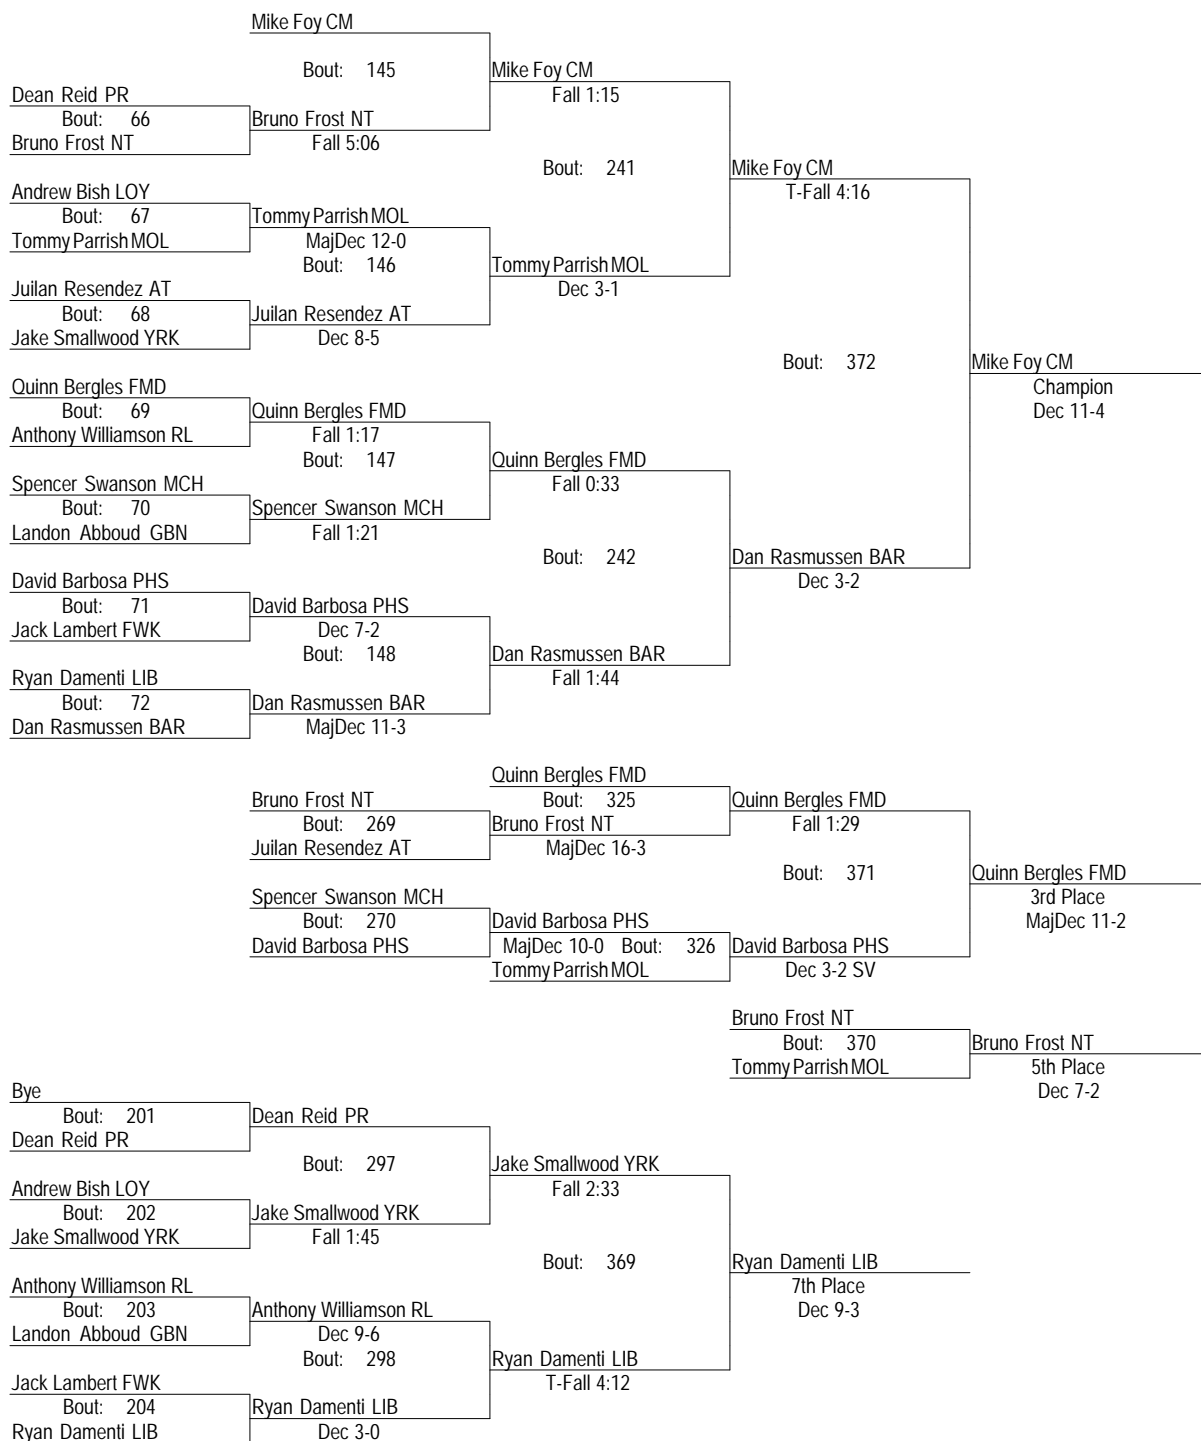 Mike Foy CM
Bout: 145 Mike Foy CM
Dean Reid PR Fall 1:15
Bout: 66 Bruno Frost NT
Bruno Frost NT Fall 5:06
Bout: 241 Mike Foy CM
Andrew Bish LOY T-Fall 4:16
Bout: 67 Tommy Parrish MOL
Tommy Parrish MOL MajDec 12-0
Bout: 146 Tommy Parrish MOL
Juilan Resendez AT Dec 3-1
Bout: 68 Juilan Resendez AT
Jake Smallwood YRK Dec 8-5
Bout: 372 Mike Foy CM
Quinn Bergles FMD Champion
Bout: 69 Quinn Bergles FMD Dec 11-4
Anthony Williamson RL Fall 1:17
Bout: 147 Quinn Bergles FMD
Spencer Swanson MCH Fall 0:33
Bout: 70 Spencer Swanson MCH
Landon Abboud GBN Fall 1:21
Bout: 242 Dan Rasmussen BAR
David Barbosa PHS Dec 3-2
Bout: 71 David Barbosa PHS
Jack Lambert FWK Dec 7-2
Bout: 148 Dan Rasmussen BAR
Ryan Damenti LIB Fall 1:44
Bout: 72 Dan Rasmussen BAR
Dan Rasmussen BAR MajDec 11-3
Quinn Bergles FMD
Bruno Frost NT Bout: 325 Quinn Bergles FMD
Bout: 269 Bruno Frost NT Fall 1:29
Juilan Resendez AT MajDec 16-3
Bout: 371 Quinn Bergles FMD
Spencer Swanson MCH 3rd Place
Bout: 270 David Barbosa PHS MajDec 11-2
David Barbosa PHS MajDec 10-0 Bout: 326 David Barbosa PHS
Tommy Parrish MOL Dec 3-2 SV
Bruno Frost NT
Bout: 370 Bruno Frost NT
Tommy Parrish MOL 5th Place
Bye Dec 7-2
Bout: 201 Dean Reid PR
Dean Reid PR
Bout: 297 Jake Smallwood YRK
Andrew Bish LOY Fall 2:33
Bout: 202 Jake Smallwood YRK
Jake Smallwood YRK Fall 1:45
Bout: 369 Ryan Damenti LIB
Anthony Williamson RL 7th Place
Bout: 203 Anthony Williamson RL Dec 9-3
Landon Abboud GBN Dec 9-6
Bout: 298 Ryan Damenti LIB
Jack Lambert FWK T-Fall 4:12
Bout: 204 Ryan Damenti LIB
Ryan Damenti LIB Dec 3-0